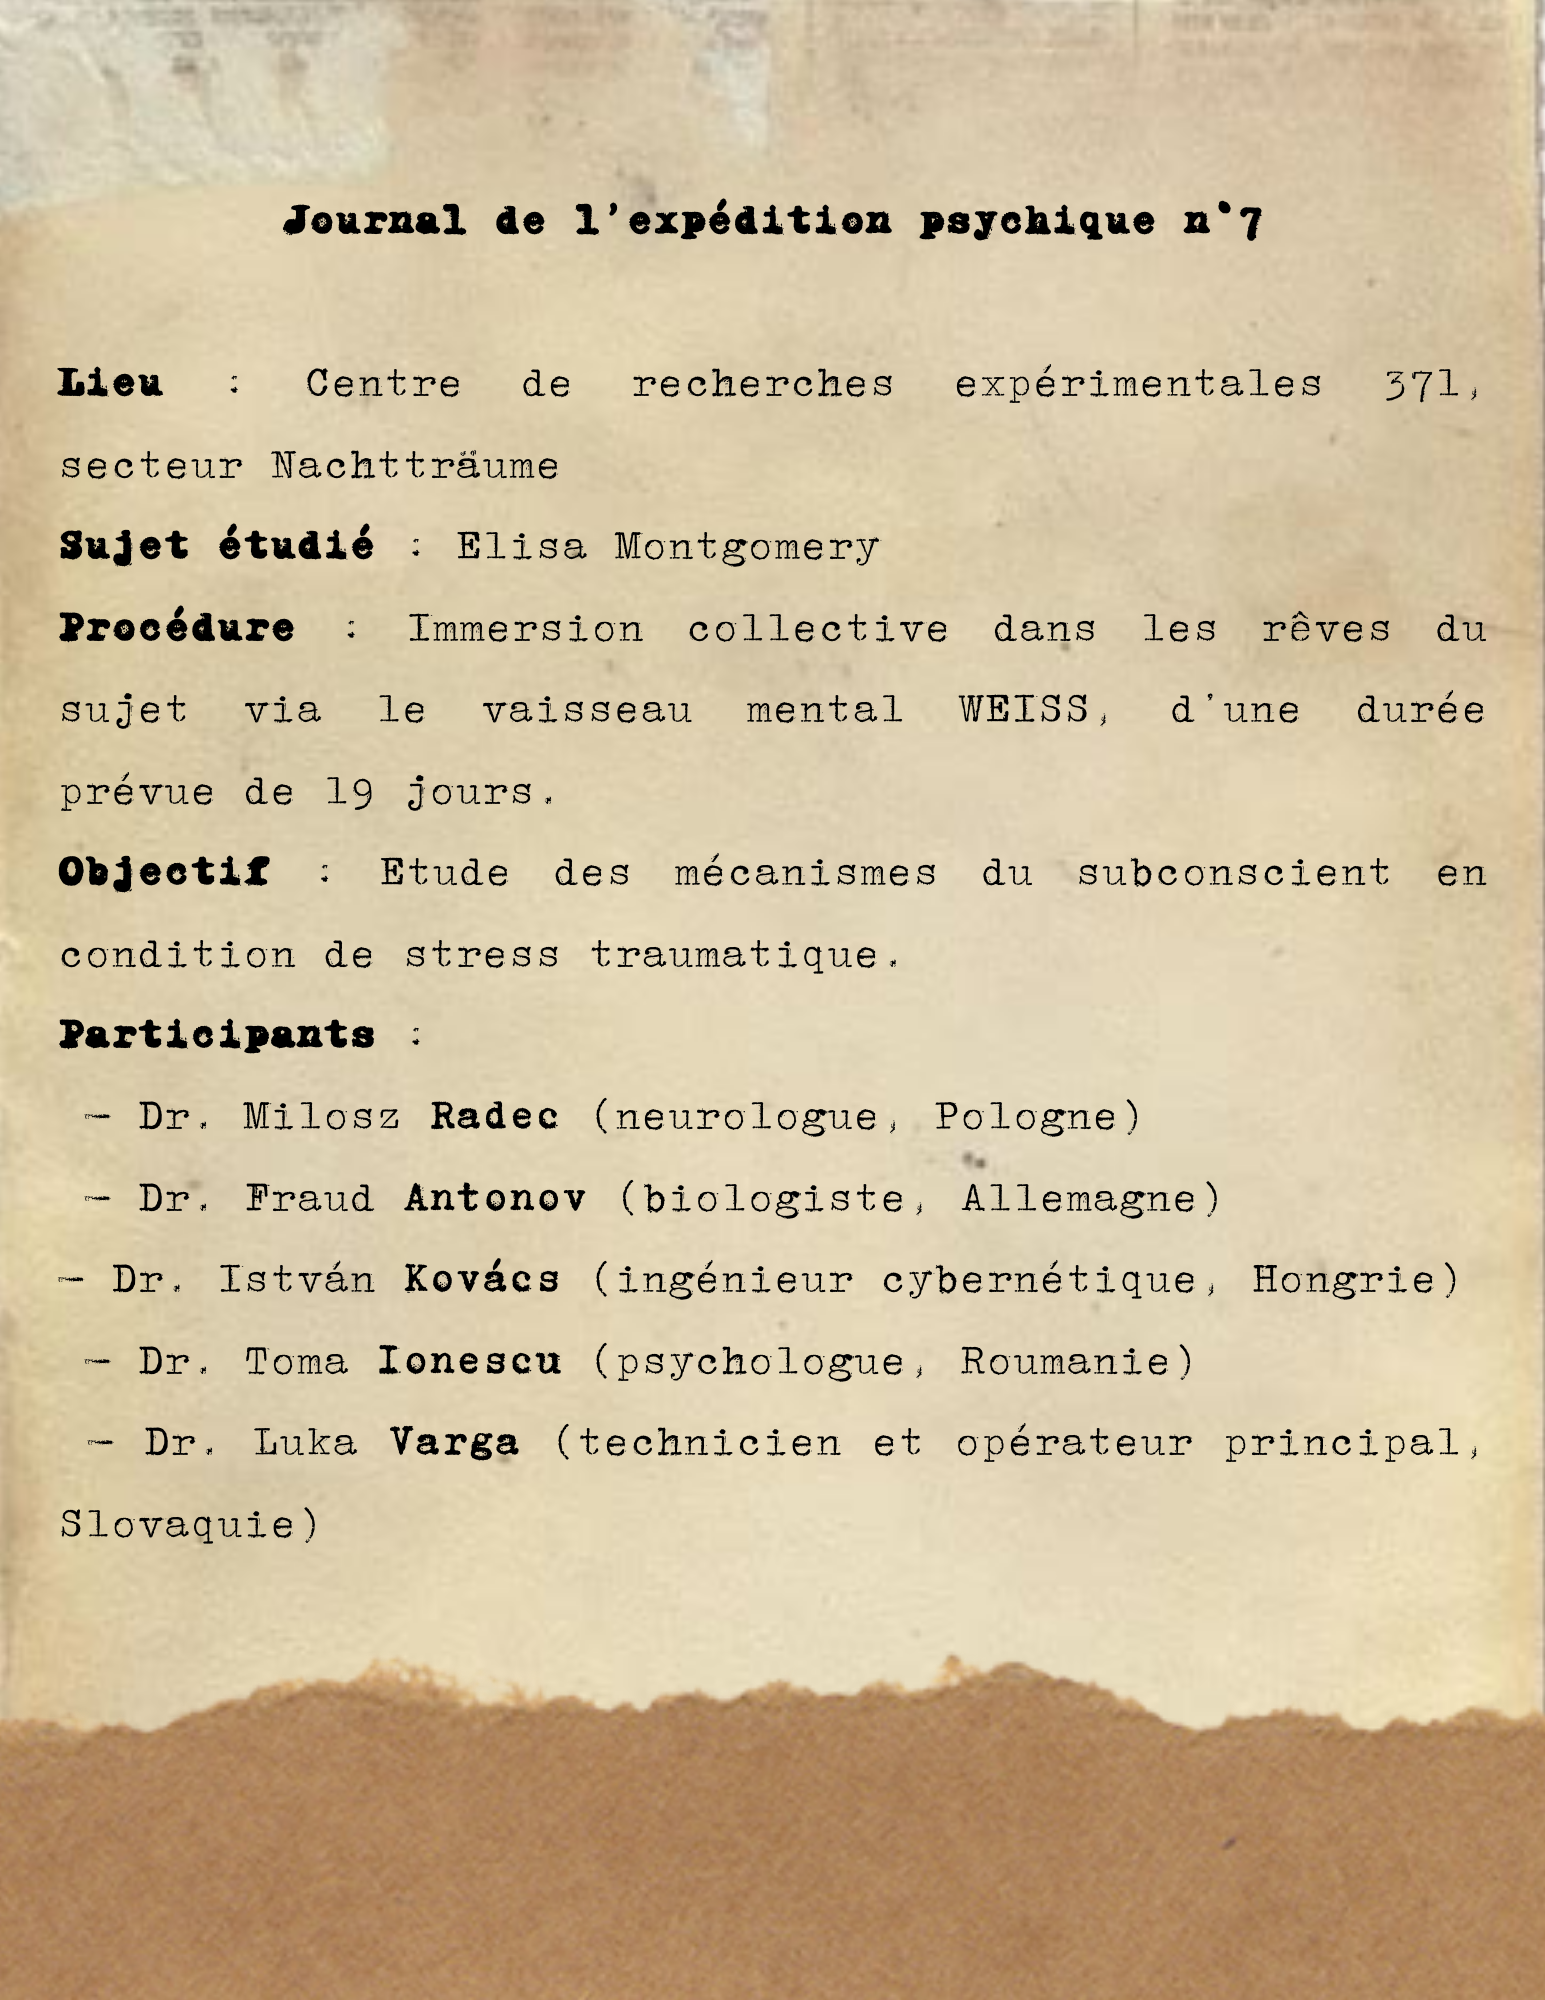 Journal de l'expédition psychique n°7
Lieu : Centre de recherches expérimentales 371,
secteur Nachtträume
Sujet étudié : Elisa Montgomery
Procédure : Immersion collective dans les rêves du
sujet via le vaisseau mental WEISS, d'une durée
prévue de 19 jours.
Objectif : Etude des mécanismes du subconscient en
condition de stress traumatique.
Participants :
— Dr. Milosz Radec (neurologue, Pologne)
— Dr. Fraud Antonov (biologiste, Allemagne)
— Dr. István Kovács (ingénieur cybernétique, Hongrie)
— Dr. Toma Ionescu (psychologue, Roumanie)
— Dr. Luka Varga (technicien et opérateur principal,
Slovaquie)